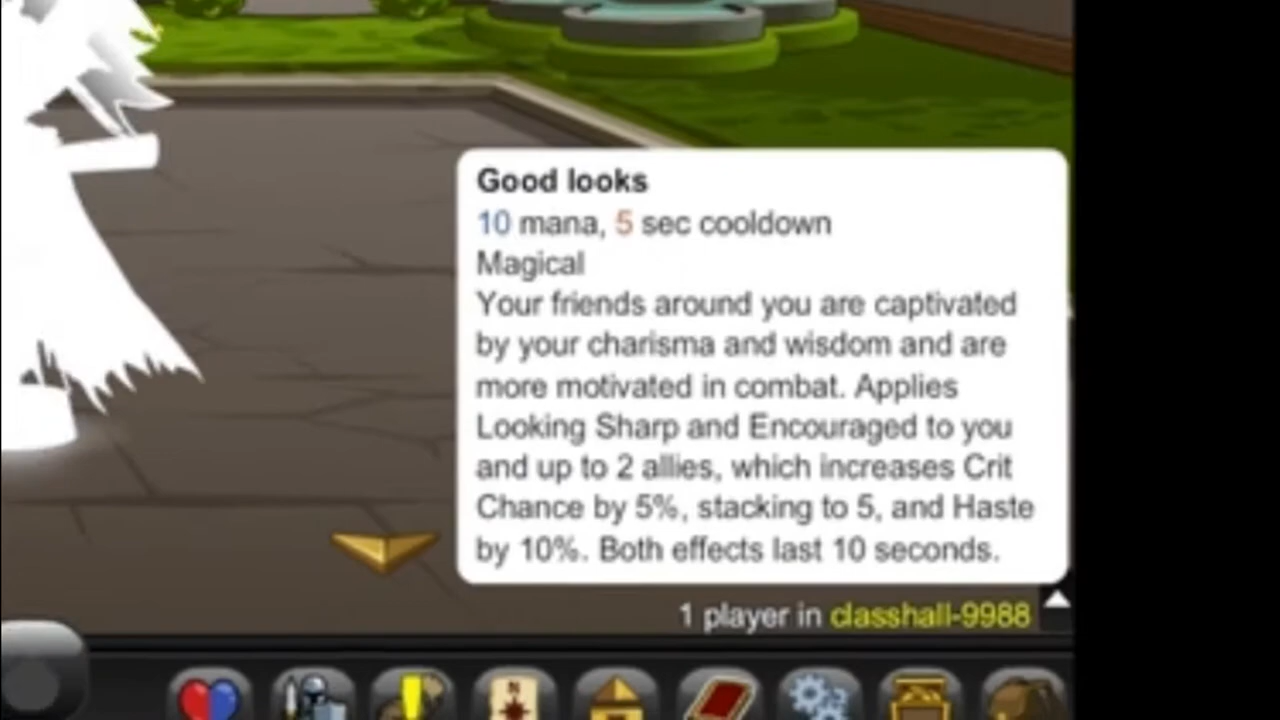 Good looks
10 mana, 5 sec cooldown
Magical
Your friends around you are captivated
by your charisma and wisdom and are
more motivated in combat. Applies
Looking Sharp and Encouraged to you
and up to 2 allies, which increases Crit
Chance by 5%, stacking to 5, and Haste
by 10%. Both effects last 10 seconds.
1 player in classhall-9988
N